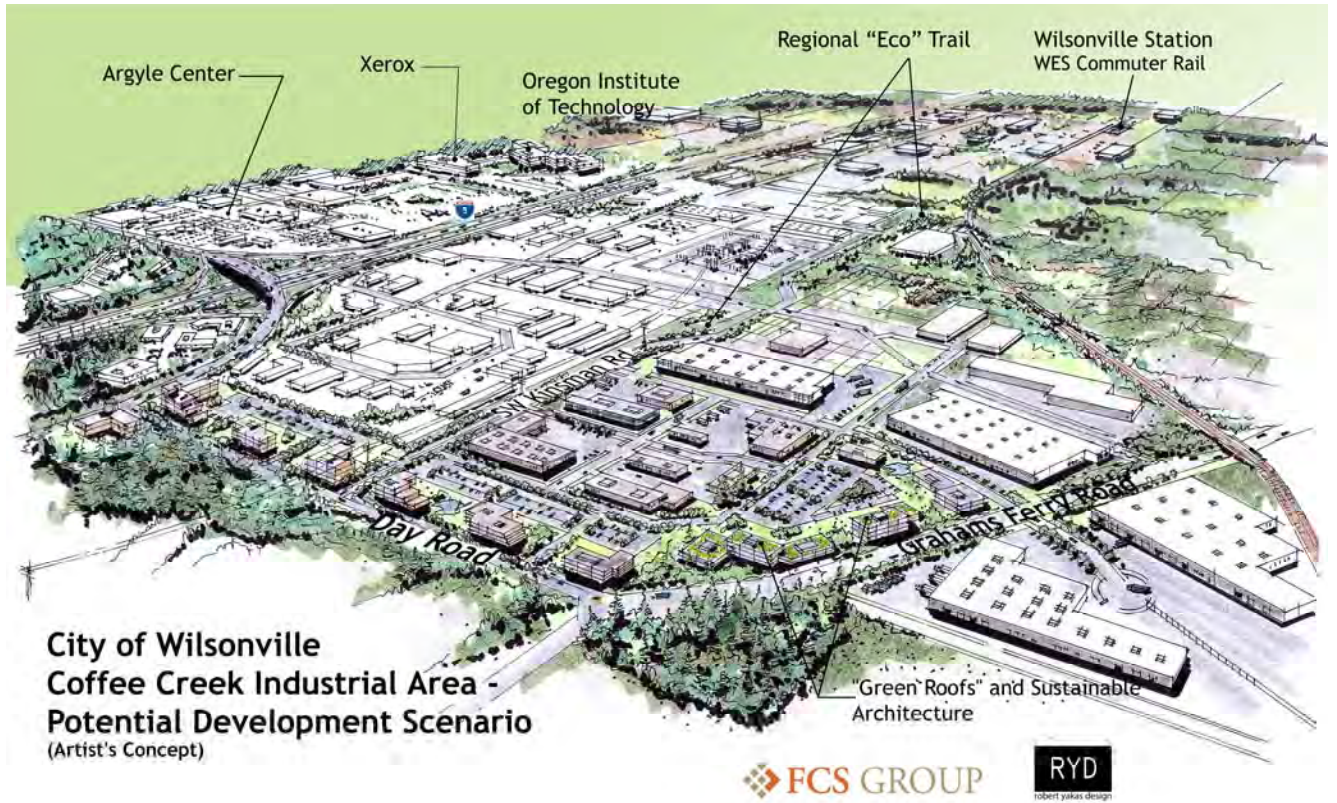 Regional “Eco” Trail
Wilsonville Station
WES Commuter Rail
Argyle Center
Xerox
Oregon Institute
of Technology
5
SW Kinsman Rd
Day Road
Grahams Ferry Road
City of Wilsonville
Coffee Creek Industrial Area -
Potential Development Scenario
(Artist's Concept)
"Green Roofs" and Sustainable
Architecture
FCS GROUP
RYD
robert yakas design